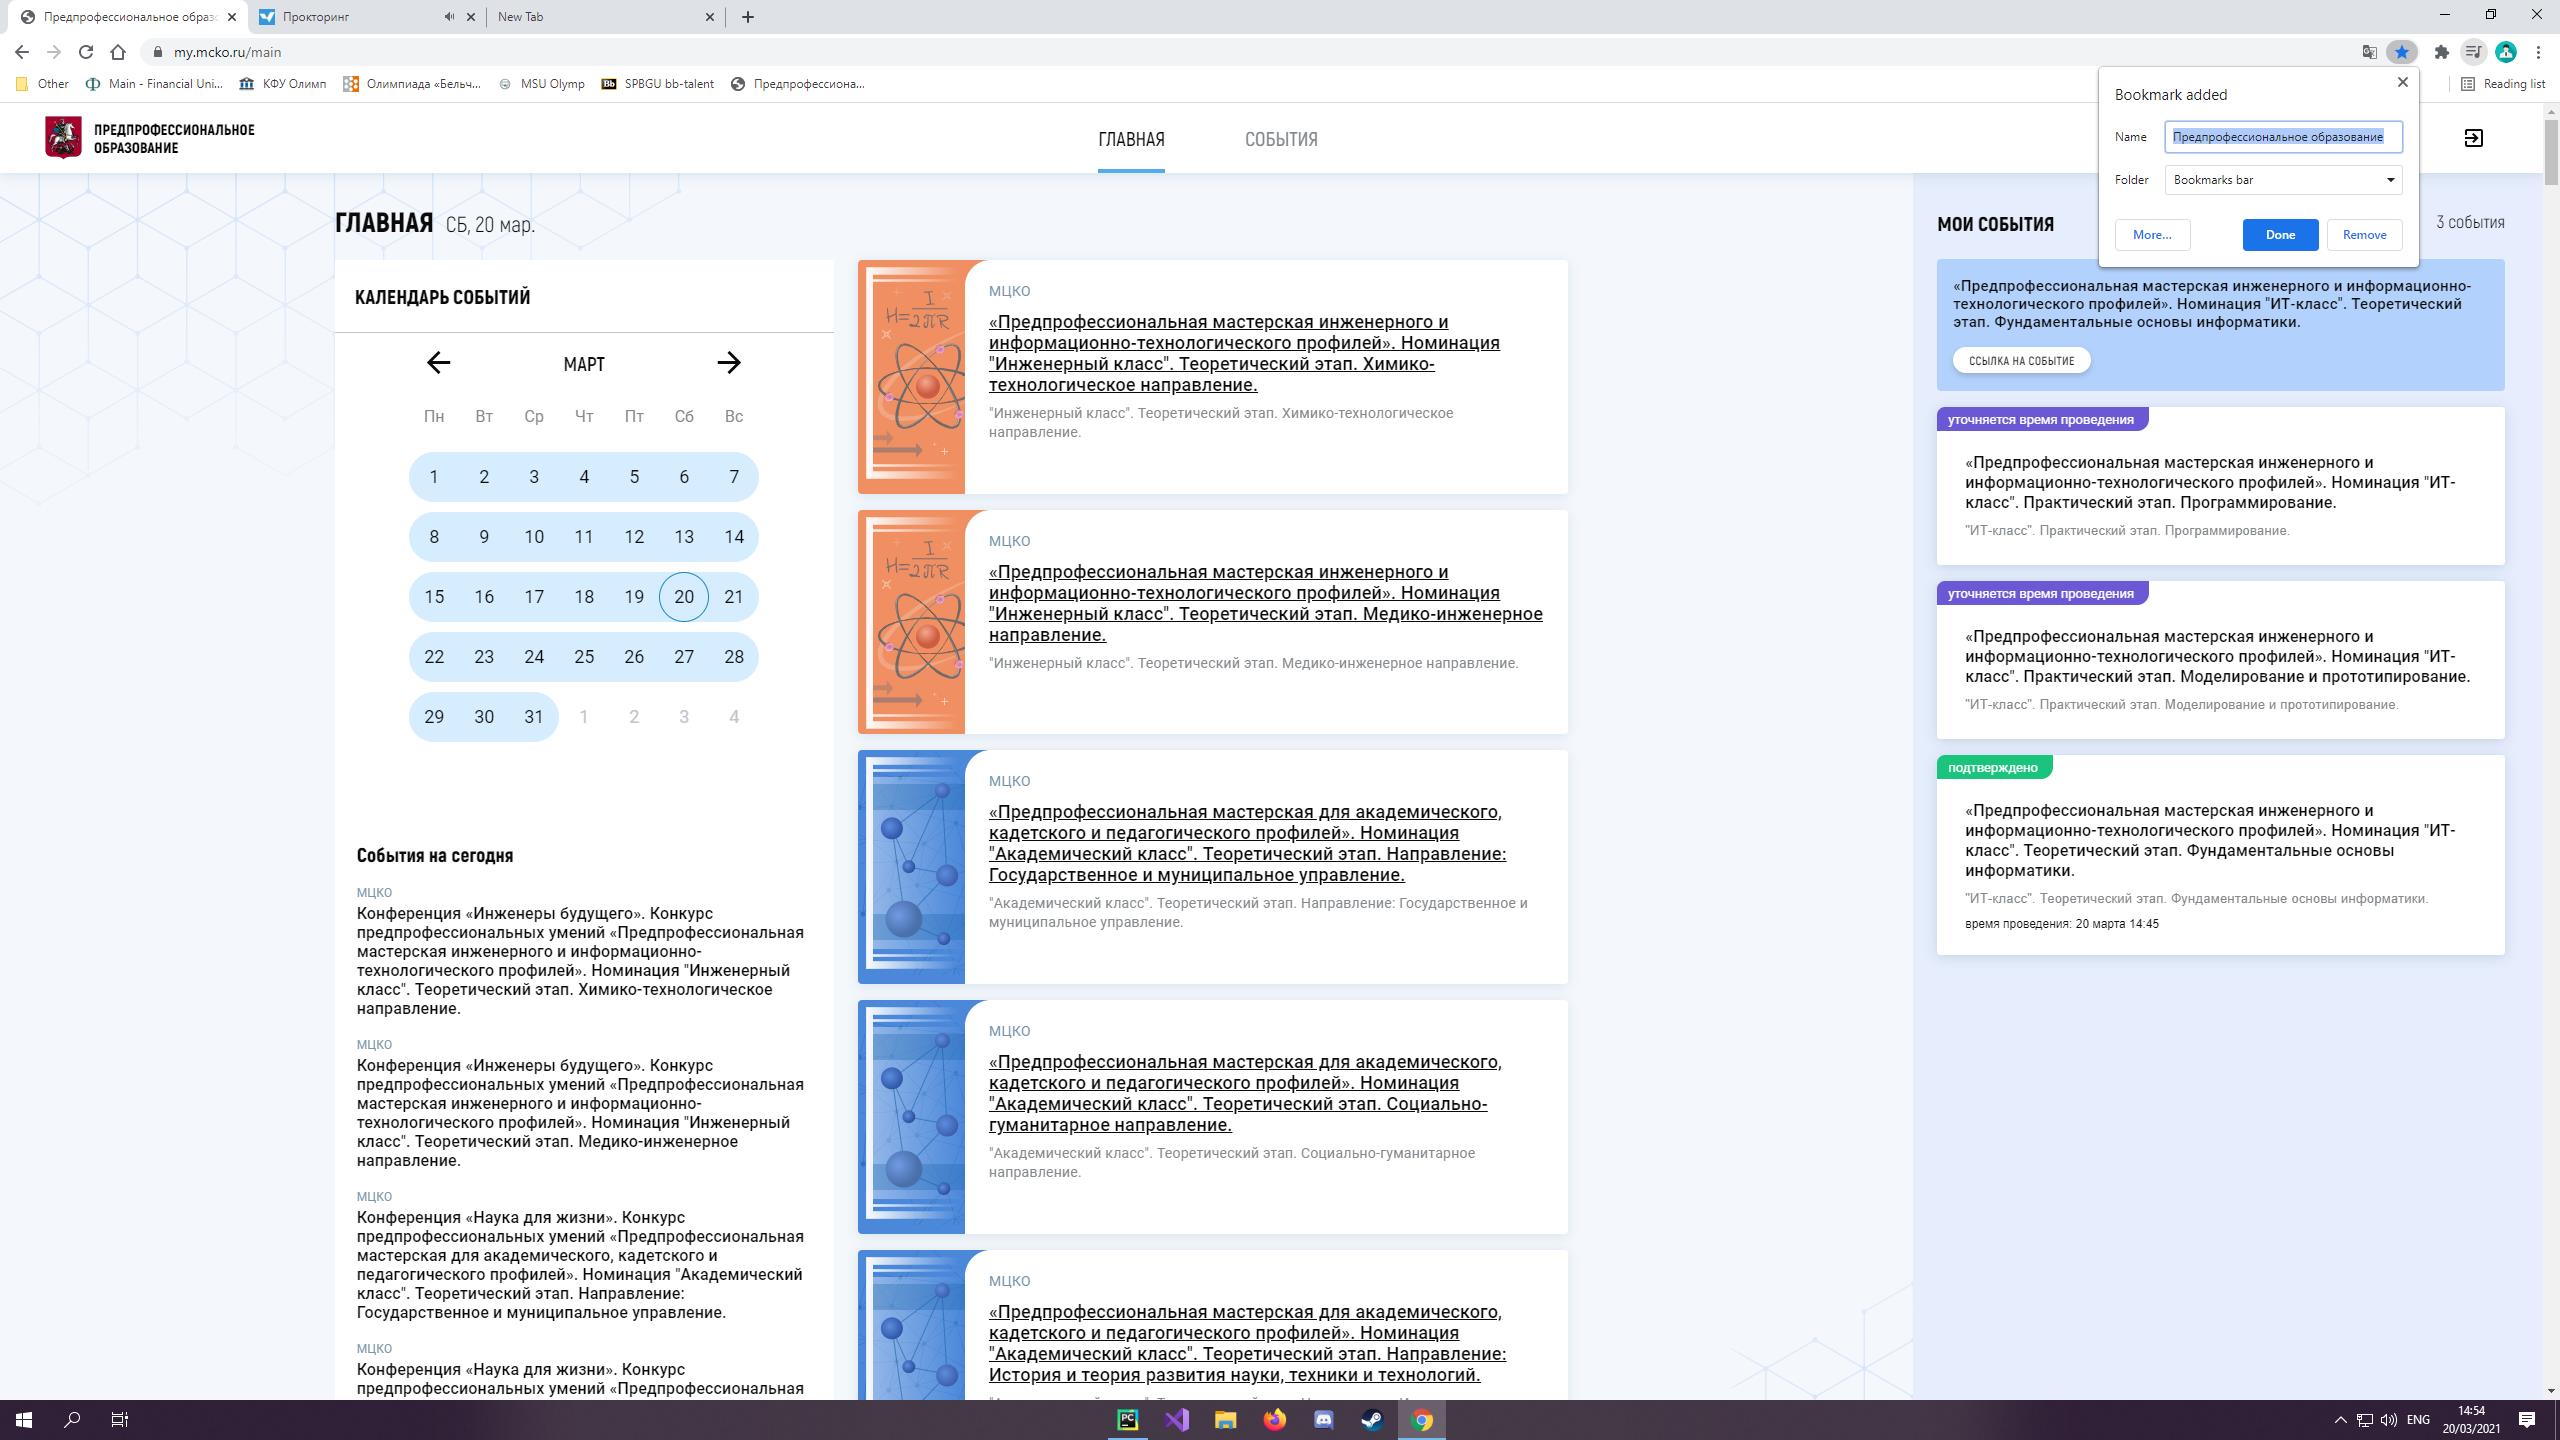 Предпрофессиональное образо
Прокторинг
New Tab
my.mcko.ru/main
Other
Main - Financial Uni...
КФУ Олимп
Олимпиада «Бельч...
MSU Olymp
Bb
SPBGU bb-talent
Предпрофессиона...
Reading list
Bookmark added
Name
Предпрофессиональное образование
Folder
Bookmarks bar
More...
Done
Remove
ПРЕДПРОФЕССИОНАЛЬНОЕ
ОБРАЗОВАНИЕ
ГЛАВНАЯ
СОБЫТИЯ
ГЛАВНАЯ СБ, 20 мар.
КАЛЕНДАРЬ СОБЫТИЙ
МАРТ
Пн Вт Ср Чт Пт Сб Вс
1 2 3 4 5 6 7
8 9 10 11 12 13 14
15 16 17 18 19 20 21
22 23 24 25 26 27 28
29 30 31 1 2 3 4
События на сегодня
МЦКО
Конференция «Инженеры будущего». Конкурс
предпрофессиональных умений «Предпрофессиональная
мастерская инженерного и информационно-
технологического профилей». Номинация "Инженерный
класс". Теоретический этап. Химико-технологическое
направление.
МЦКО
Конференция «Инженеры будущего». Конкурс
предпрофессиональных умений «Предпрофессиональная
мастерская инженерного и информационно-
технологического профилей». Номинация "Инженерный
класс". Теоретический этап. Медико-инженерное
направление.
МЦКО
Конференция «Наука для жизни». Конкурс
предпрофессиональных умений «Предпрофессиональная
мастерская для академического, кадетского и
педагогического профилей». Номинация "Академический
класс". Теоретический этап. Направление:
Государственное и муниципальное управление.
МЦКО
Конференция «Наука для жизни». Конкурс
предпрофессиональных умений «Предпрофессиональная
H= I
2πR
МЦКО
«Предпрофессиональная мастерская инженерного и
информационно-технологического профилей». Номинация
"Инженерный класс". Теоретический этап. Химико-
технологическое направление.
"Инженерный класс". Теоретический этап. Химико-технологическое
направление.
H= I
2πR
МЦКО
«Предпрофессиональная мастерская инженерного и
информационно-технологического профилей». Номинация
"Инженерный класс". Теоретический этап. Медико-инженерное
направление.
"Инженерный класс". Теоретический этап. Медико-инженерное направление.
МЦКО
«Предпрофессиональная мастерская для академического,
кадетского и педагогического профилей». Номинация
"Академический класс". Теоретический этап. Направление:
Государственное и муниципальное управление.
"Академический класс". Теоретический этап. Направление: Государственное и
муниципальное управление.
МЦКО
«Предпрофессиональная мастерская для академического,
кадетского и педагогического профилей». Номинация
"Академический класс". Теоретический этап. Социально-
гуманитарное направление.
"Академический класс". Теоретический этап. Социально-гуманитарное
направление.
МЦКО
«Предпрофессиональная мастерская для академического,
кадетского и педагогического профилей». Номинация
"Академический класс". Теоретический этап. Направление:
История и теория развития науки, техники и технологий.
МОИ СОБЫТИЯ
3 события
«Предпрофессиональная мастерская инженерного и информационно-
технологического профилей». Номинация "ИТ-класс". Теоретический
этап. Фундаментальные основы информатики.
ССЫЛКА НА СОБЫТИЕ
уточняется время проведения
«Предпрофессиональная мастерская инженерного и
информационно-технологического профилей». Номинация "ИТ-
класс". Практический этап. Программирование.
"ИТ-класс". Практический этап. Программирование.
уточняется время проведения
«Предпрофессиональная мастерская инженерного и
информационно-технологического профилей». Номинация "ИТ-
класс". Практический этап. Моделирование и прототипирование.
"ИТ-класс". Практический этап. Моделирование и прототипирование.
подтверждено
«Предпрофессиональная мастерская инженерного и
информационно-технологического профилей». Номинация "ИТ-
класс". Теоретический этап. Фундаментальные основы
информатики.
"ИТ-класс". Теоретический этап. Фундаментальные основы информатики.
время проведения: 20 марта 14:45
PC
ENG
14:54
20/03/2021